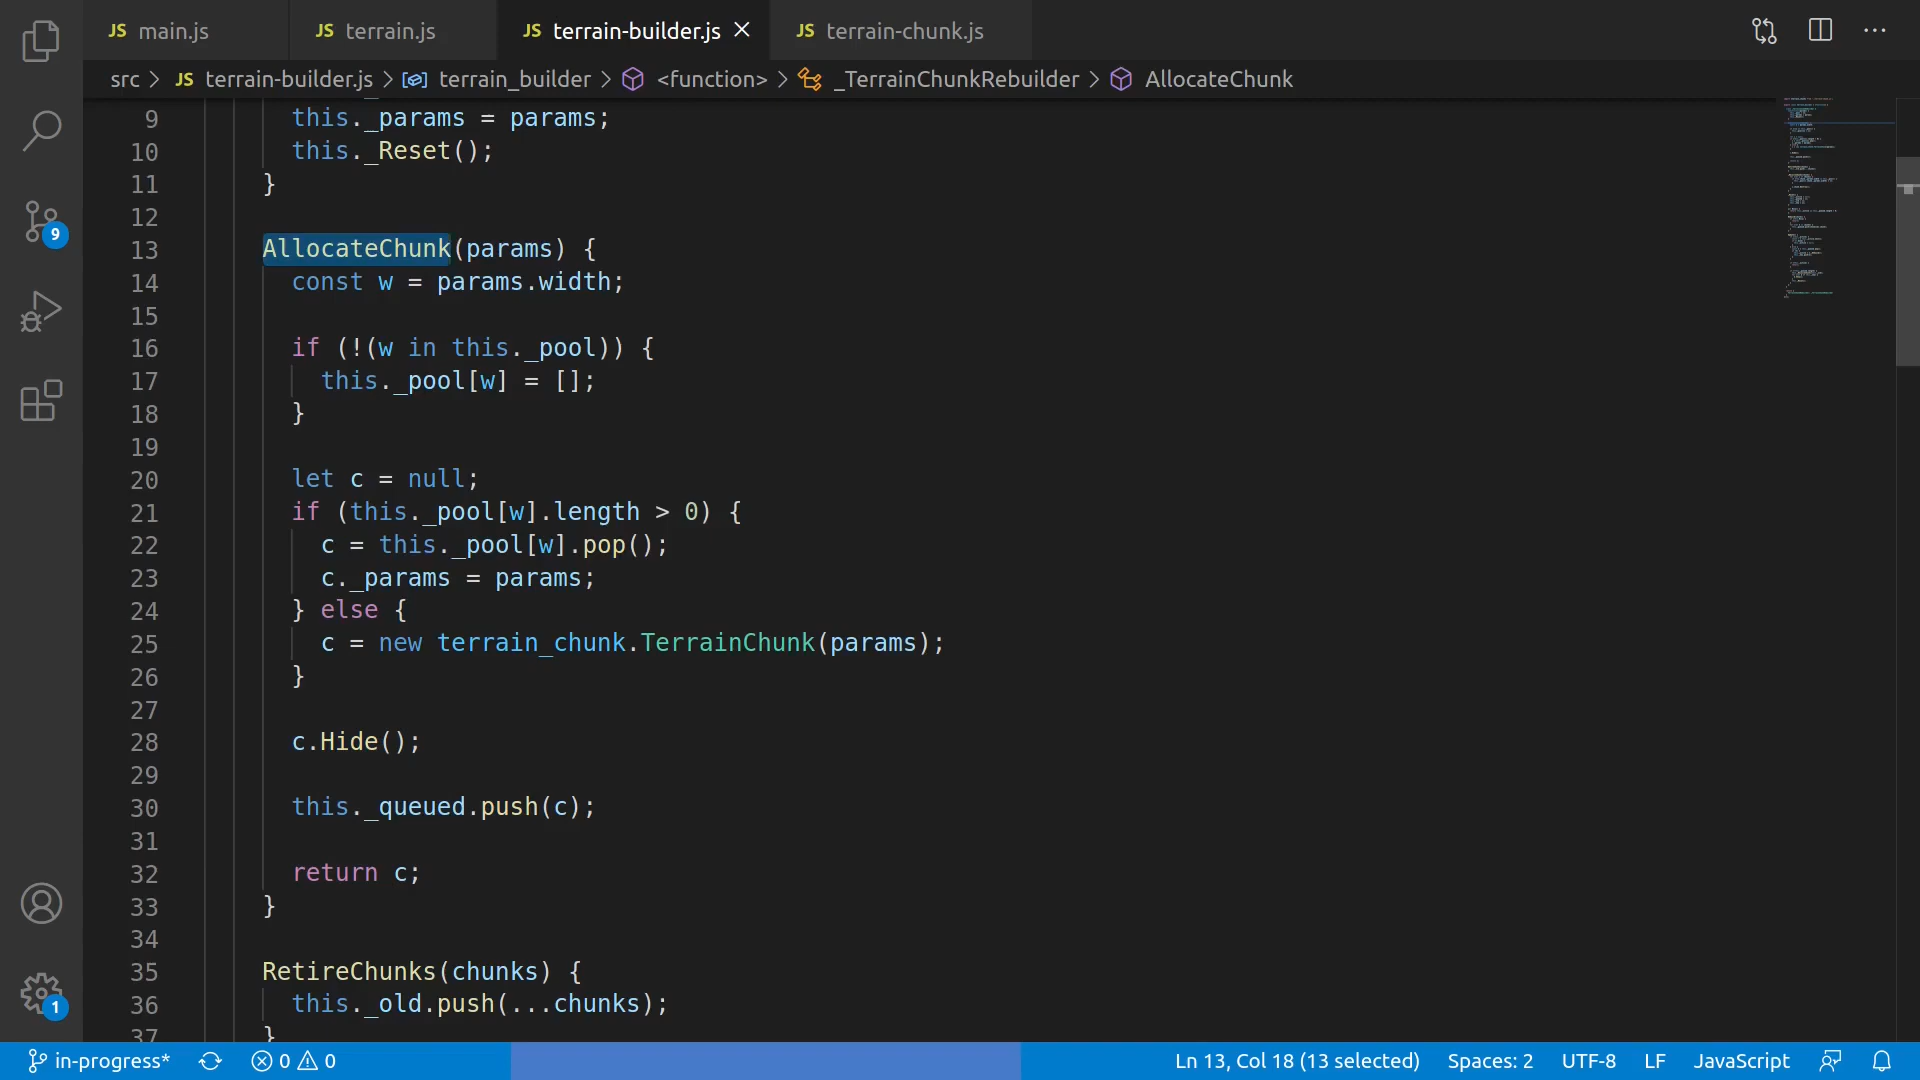 JS main.js
JS terrain.js
JS terrain-builder.js
JS terrain-chunk.js
src > JS terrain-builder.js > terrain_builder > <function> > _TerrainChunkRebuilder > AllocateChunk
9 this._params = params;
10 this._Reset();
11 }
12
13 AllocateChunk(params) {
14 const w = params.width;
15
16 if (!(w in this._pool)) {
17 this._pool[w] = [];
18 }
19
20 let c = null;
21 if (this._pool[w].length > 0) {
22 c = this._pool[w].pop();
23 c._params = params;
24 } else {
25 c = new terrain_chunk.TerrainChunk(params);
26 }
27
28 c.Hide();
29
30 this._queued.push(c);
31
32 return c;
33 }
34
35 RetireChunks(chunks) {
36 this._old.push(...chunks);
37 }
9
1
in-progress* 0 0 Ln 13, Col 18 (13 selected) Spaces: 2 UTF-8 LF JavaScript